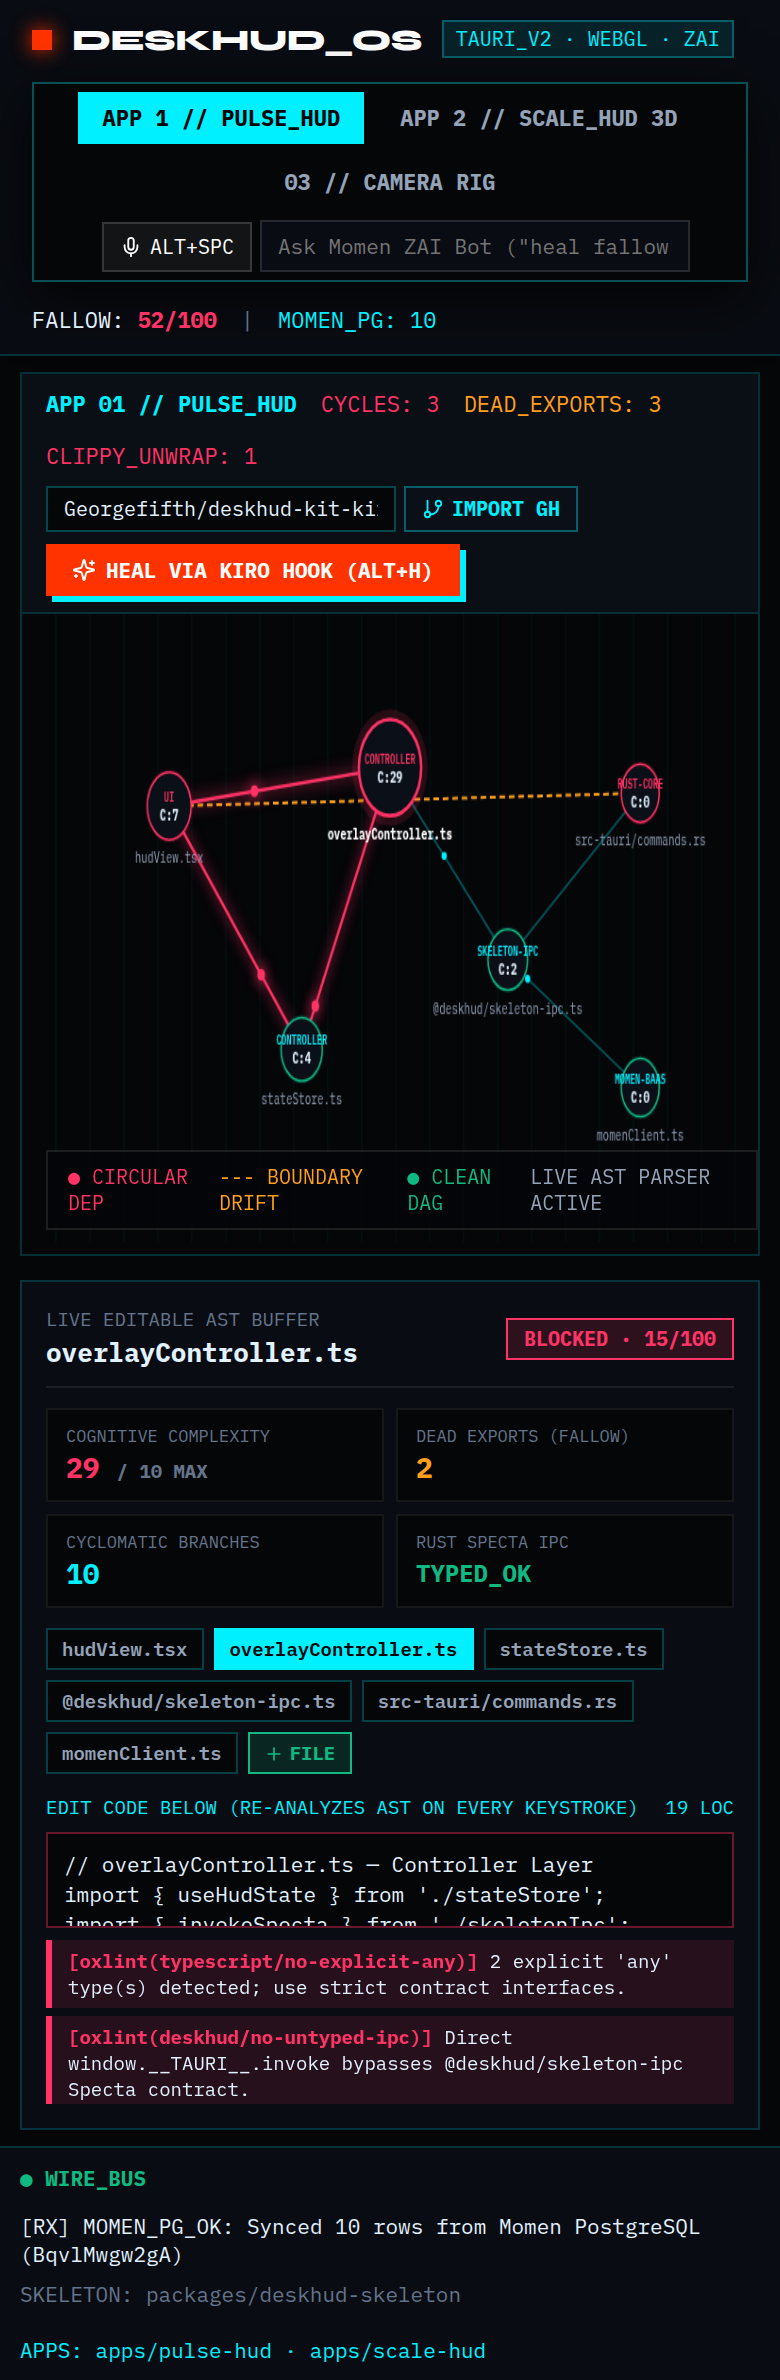 DESKHUD_OS
TAURI_V2 · WEBGL · ZAI
APP 1 // PULSE_HUD
APP 2 // SCALE_HUD 3D
03 // CAMERA RIG
ALT+SPC
Ask Momen ZAI Bot ("heal fallow
FALLOW: 52/100 | MOMEN_PG: 10
APP 01 // PULSE_HUD CYCLES: 3 DEAD_EXPORTS: 3
CLIPPY_UNWRAP: 1
Georgefifth/deskhud-kit-ki
IMPORT GH
HEAL VIA KIRO HOOK (ALT+H)
CONTROLLER
C:29
overlayController.ts
UI
C:7
hudView.tsx
RUST-CORE
C:0
src-tauri/commands.rs
SKELETON-IPC
C:2
@deskhud/skeleton-ipc.ts
CONTROLLER
C:4
stateStore.ts
MOMEN-BAAS
C:0
momenClient.ts
● CIRCULAR DEP
--- BOUNDARY DRIFT
● CLEAN DAG
LIVE AST PARSER ACTIVE
LIVE EDITABLE AST BUFFER
overlayController.ts
BLOCKED · 15/100
COGNITIVE COMPLEXITY
29 / 10 MAX
DEAD EXPORTS (FALLOW)
2
CYCLOMATIC BRANCHES
10
RUST SPECTA IPC
TYPED_OK
hudView.tsx
overlayController.ts
stateStore.ts
@deskhud/skeleton-ipc.ts
src-tauri/commands.rs
momenClient.ts
+ FILE
EDIT CODE BELOW (RE-ANALYZES AST ON EVERY KEYSTROKE)
19 LOC
// overlayController.ts — Controller Layer
import { useHudState } from './stateStore';
import { invokeSpecta } from './skeletonIpc';
[oxlint(typescript/no-explicit-any)] 2 explicit 'any'
type(s) detected; use strict contract interfaces.
[oxlint(deskhud/no-untyped-ipc)] Direct
window.__TAURI__.invoke bypasses @deskhud/skeleton-ipc
Specta contract.
● WIRE_BUS
[RX] MOMEN_PG_OK: Synced 10 rows from Momen PostgreSQL
(BqvlMwgw2gA)
SKELETON: packages/deskhud-skeleton
APPS: apps/pulse-hud · apps/scale-hud